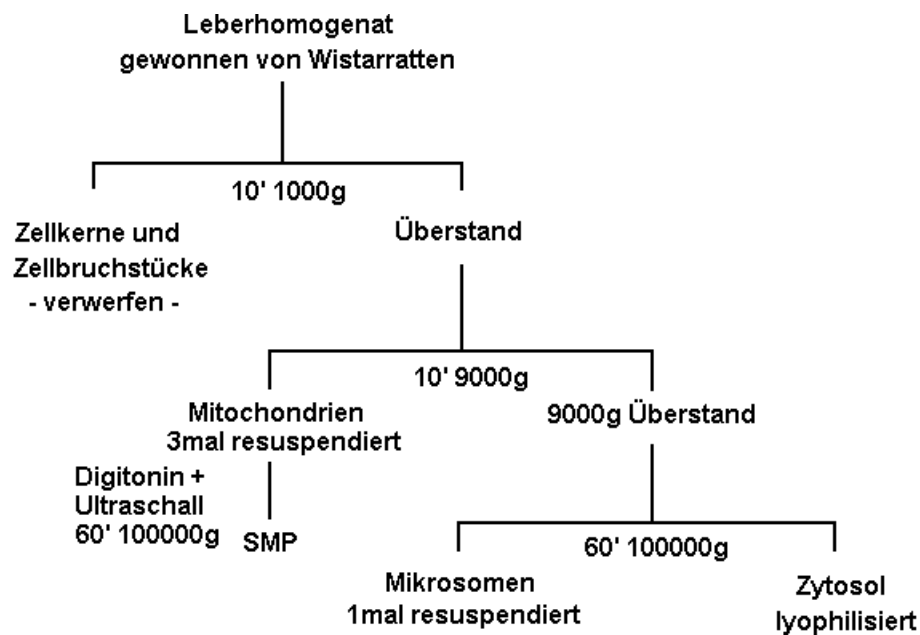 Leberhomogenat
gewonnen von Wistarratten
10' 1000g
Zellkerne und
Zellbruchstücke
- verwerfen -
Überstand
10' 9000g
Mitochondrien
3mal resuspendiert
9000g Überstand
Digitonin +
Ultraschall
60' 100000g
SMP
60' 100000g
Mikrosomen
1mal resuspendiert
Zytosol
lyophilisiert